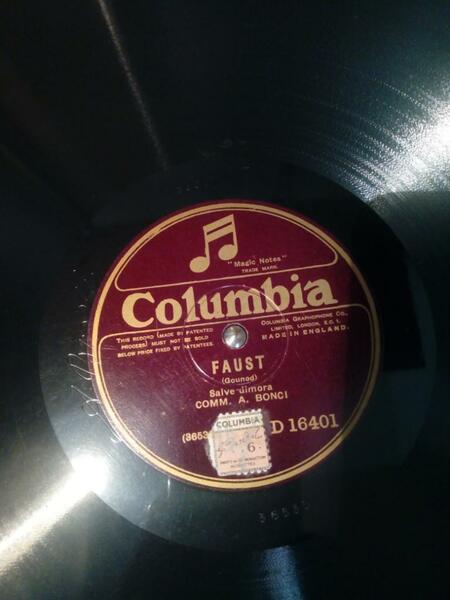 "Magic Notes"
TRADE MARK.
Columbia
THIS RECORD (MADE BY PATENTED
PROCESS) MUST NOT BE SOLD
BELOW PRICE FIXED BY PATENTEES.
COLUMBIA GRAPHOPHONE CO.,
LIMITED, LONDON, E.C.1.
MADE IN ENGLAND.
FAUST
(Gounod)
Salve dimora
COMM. A. BONCI
D 16401
COLUMBIA
6